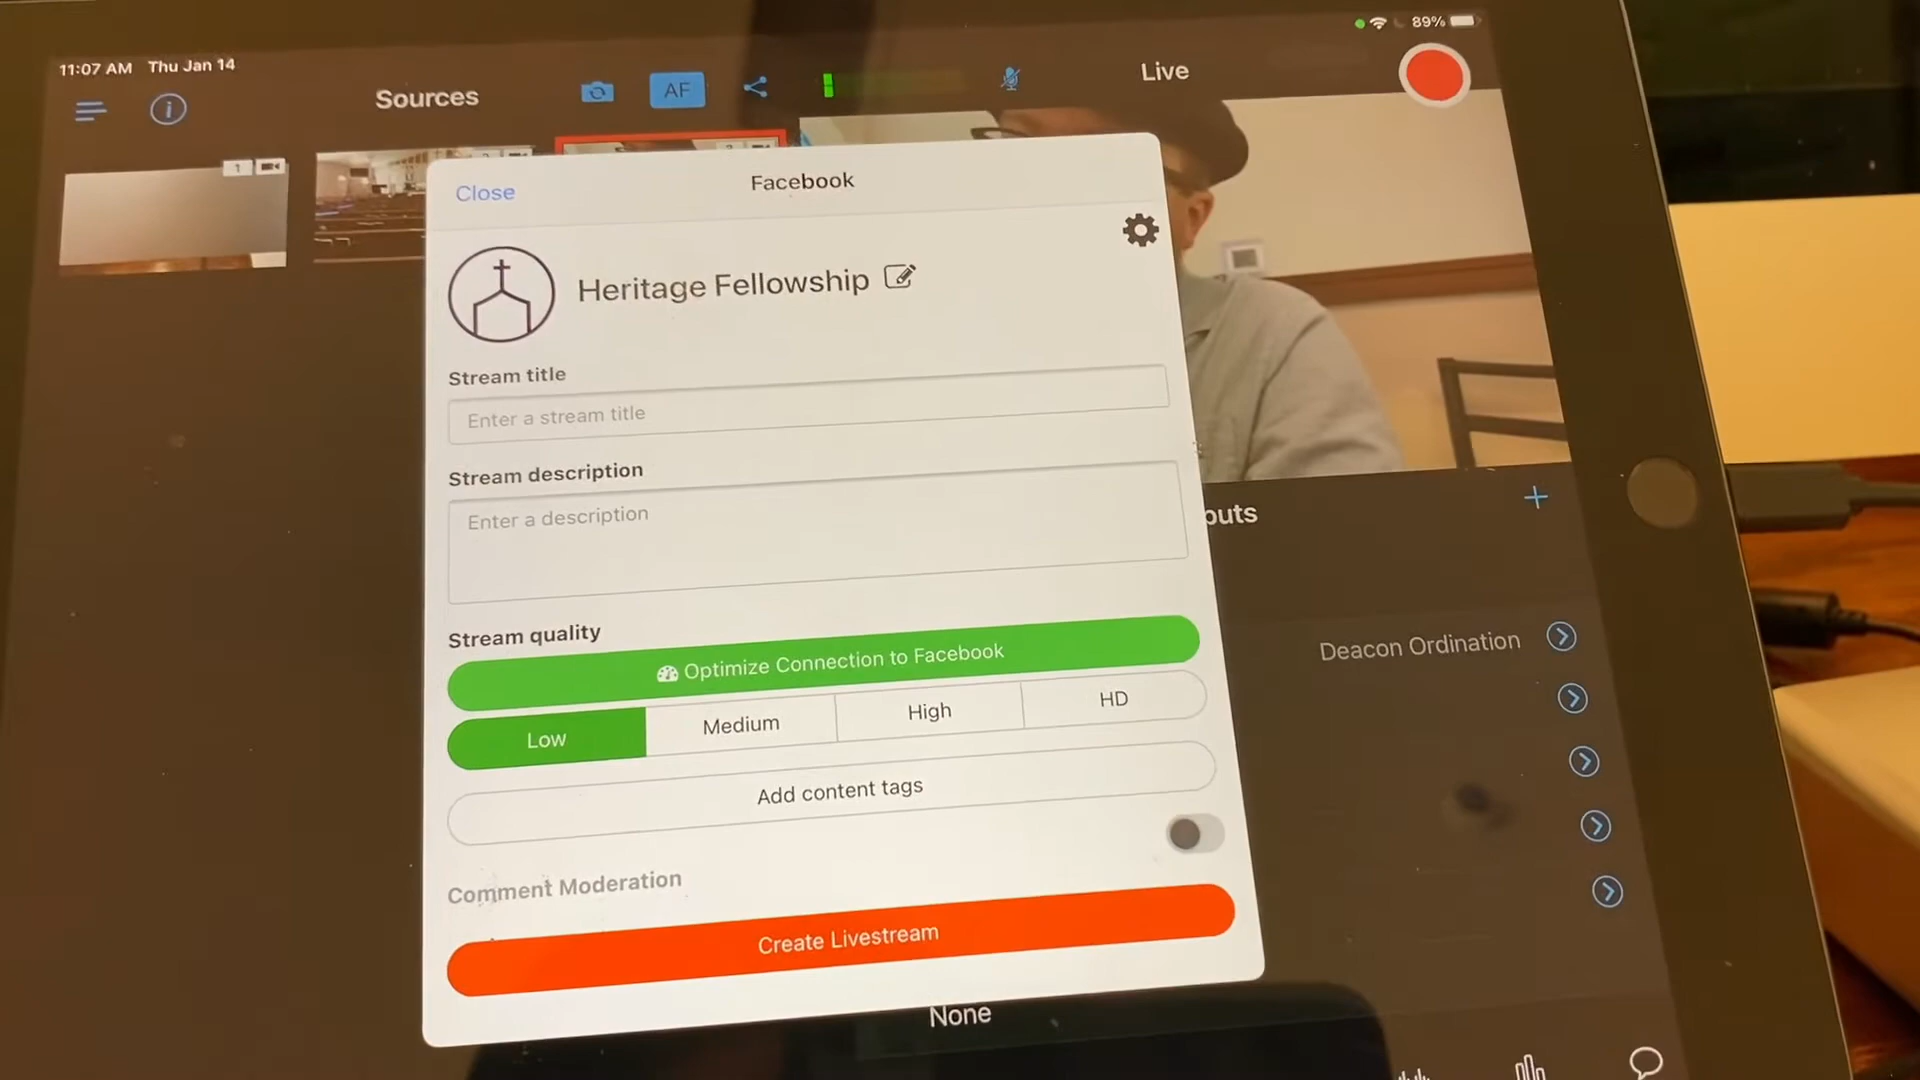 11:07 AM Thu Jan 14
89%
Sources
AF
Live
1
Close
Facebook
Heritage Fellowship
Stream title
Enter a stream title
Stream description
Enter a description
Stream quality
Optimize Connection to Facebook
Low
Medium
High
HD
Add content tags
Comment Moderation
Create Livestream
puts
Deacon Ordination
None